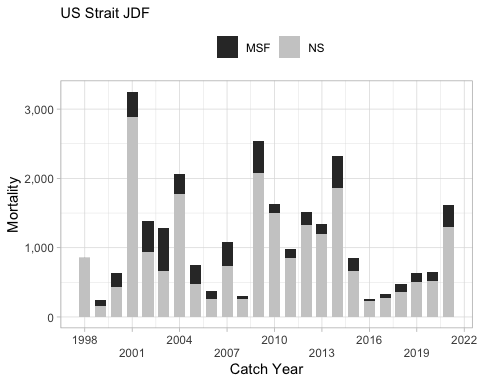 US Strait JDF
MSF NS
Mortality
3,000
2,000
1,000
0
1998 2004 2010 2016 2022
2001 2007 2013 2019
Catch Year